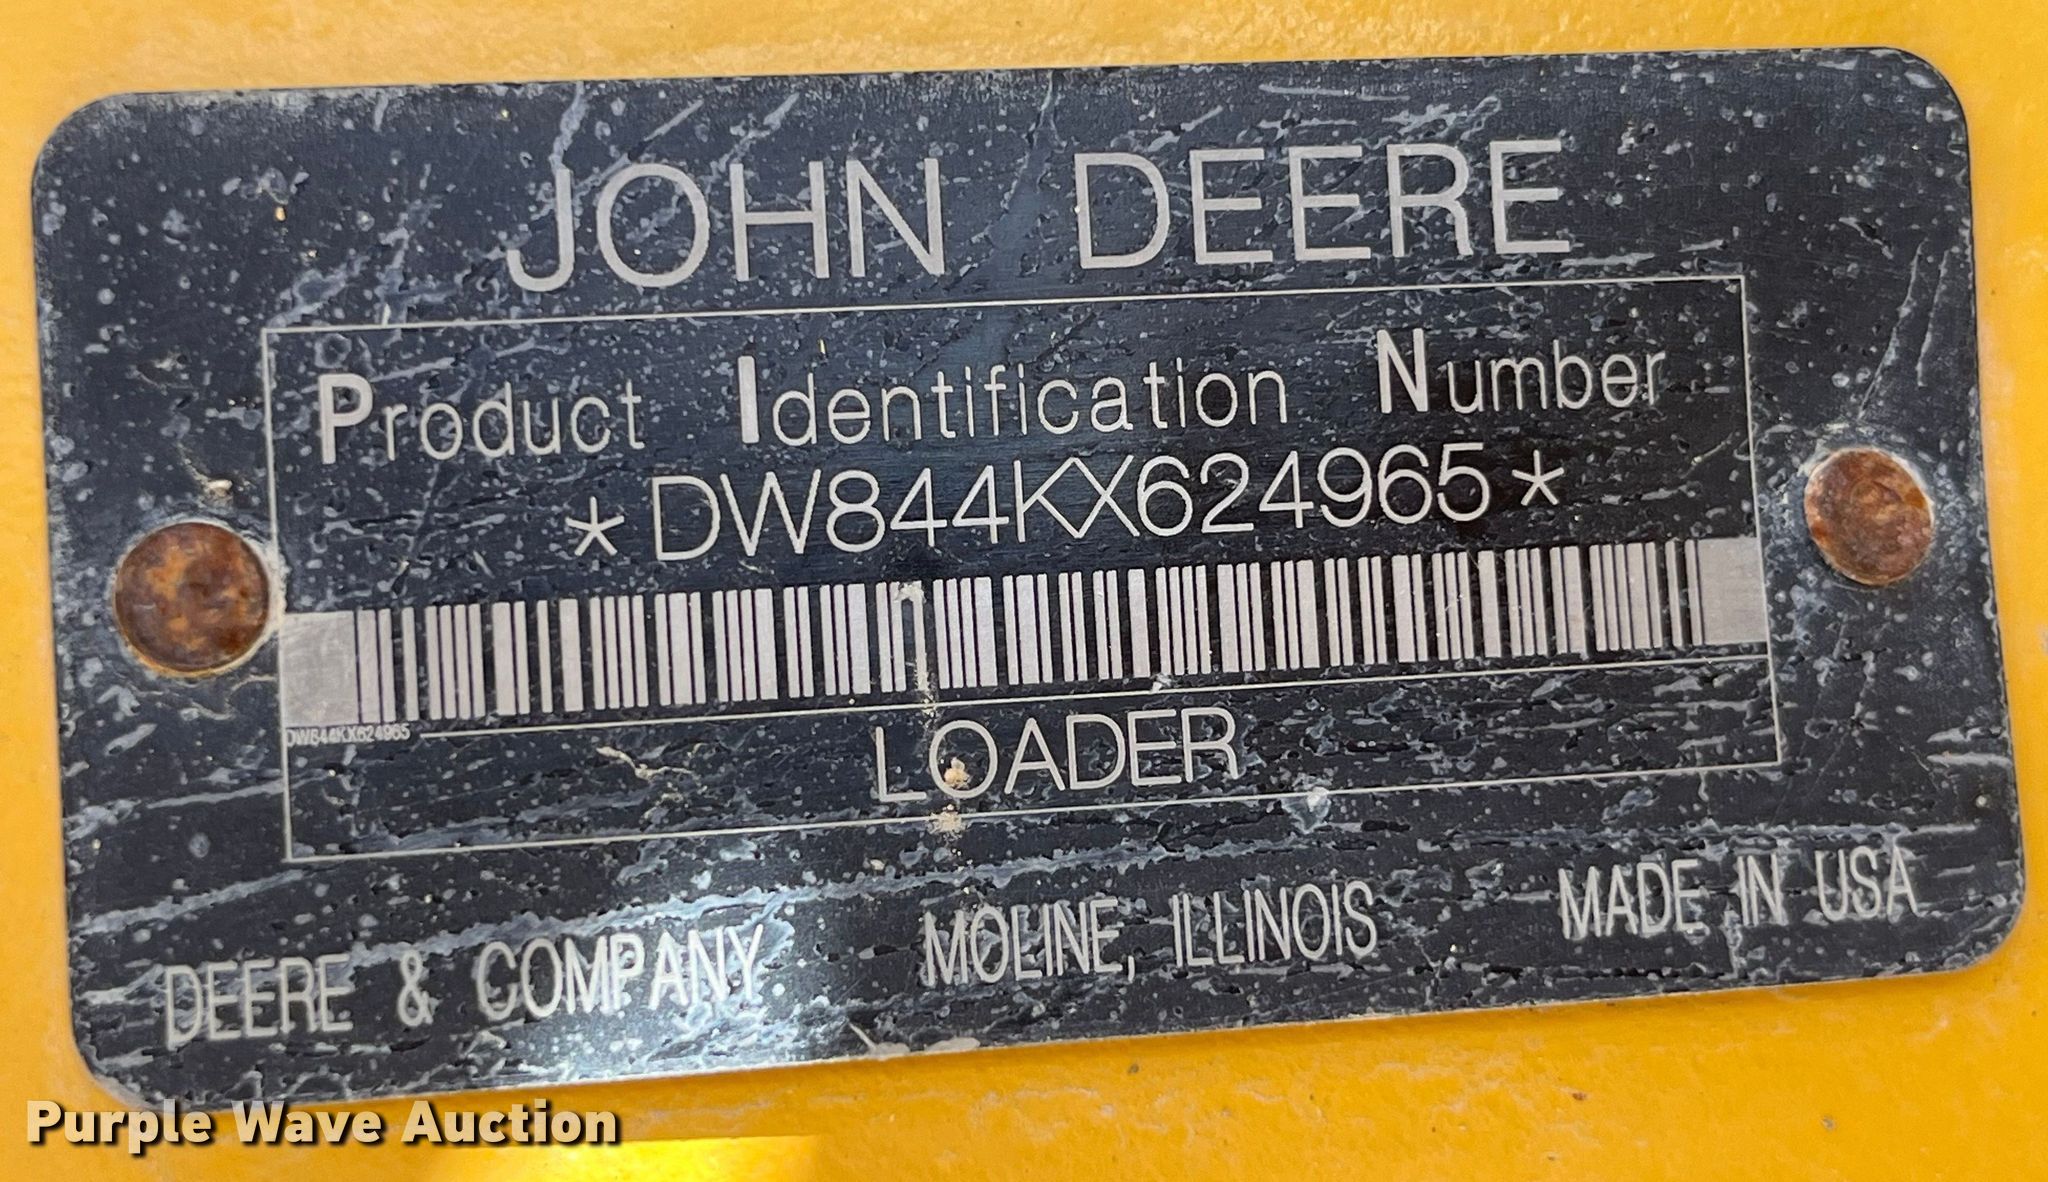 JOHN DEERE
Product Identification Number
*DW844KX624965*
DW844KX624965
LOADER
DEERE & COMPANY MOLINE, ILLINOIS MADE IN USA
Purple Wave Auction